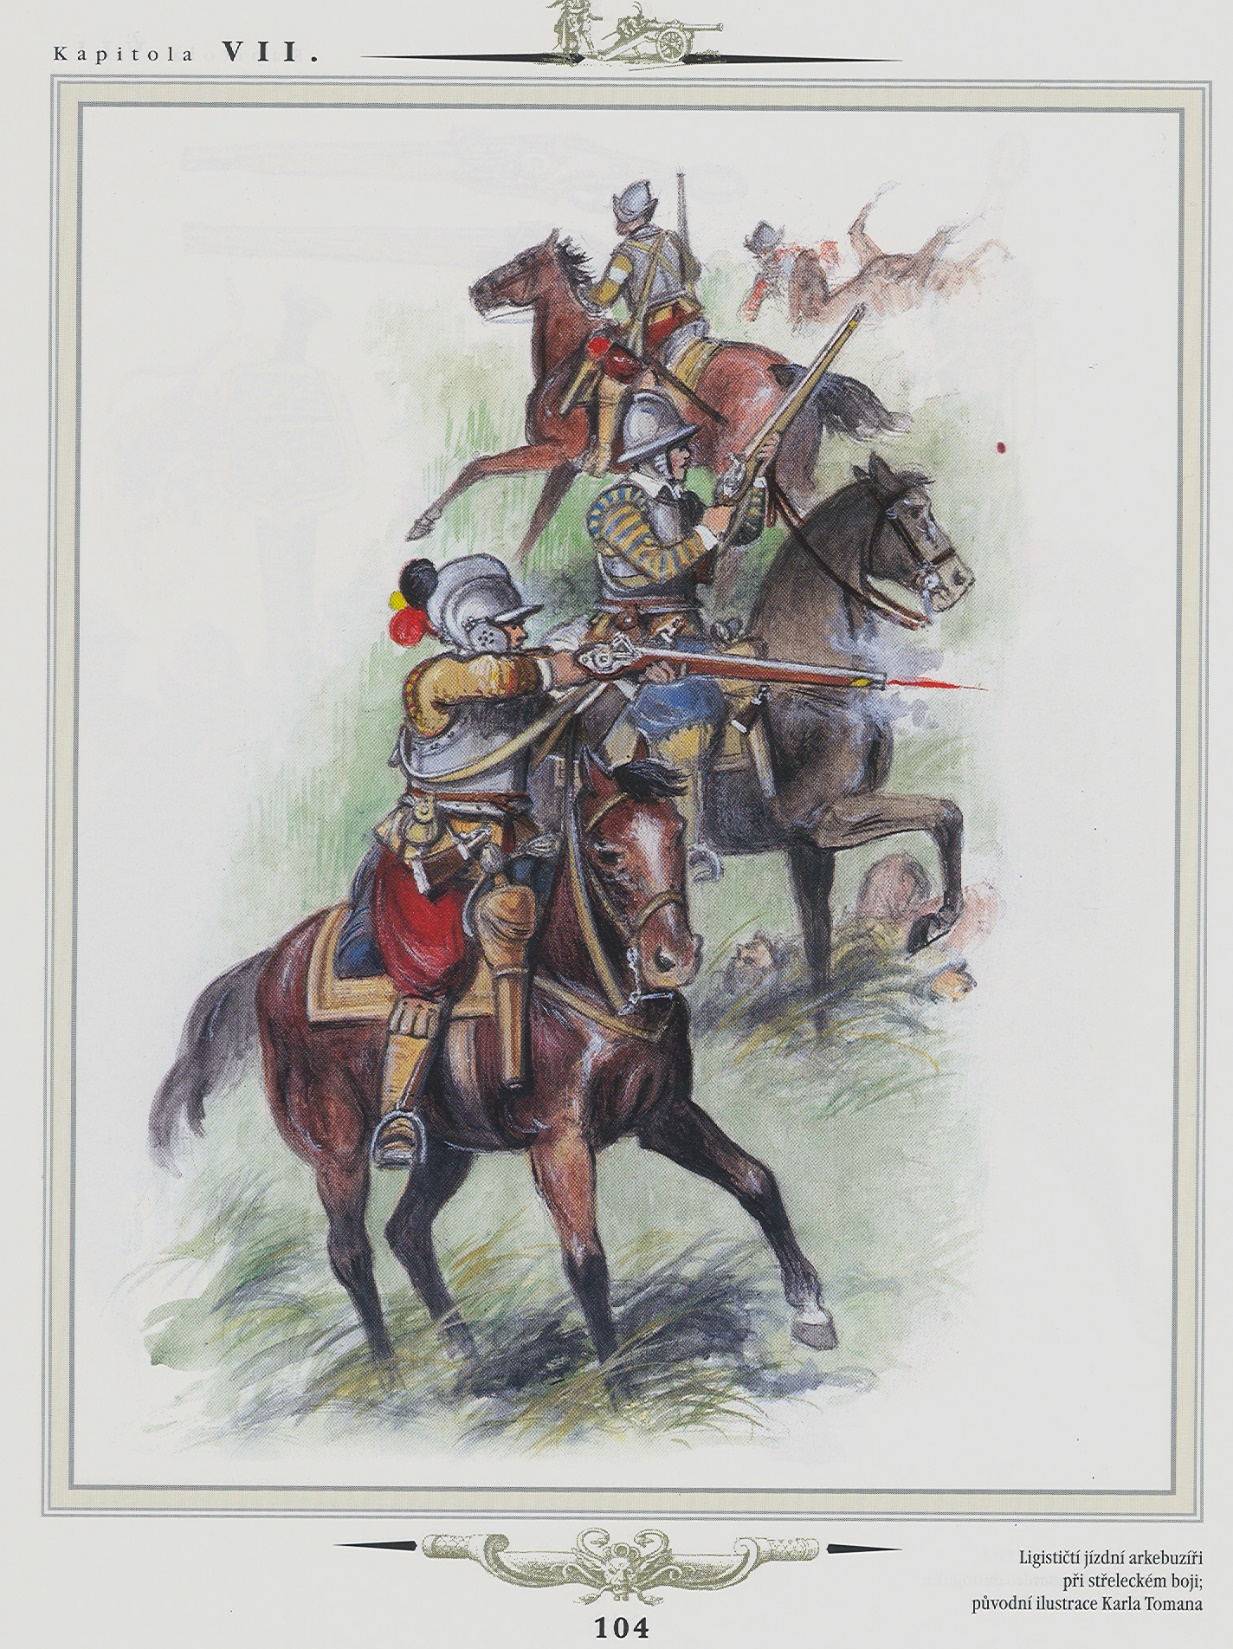 Kapitola VII.
Ligističtí jízdní arkebuzíři
při střeleckém boji;
původní ilustrace Karla Tomana
104